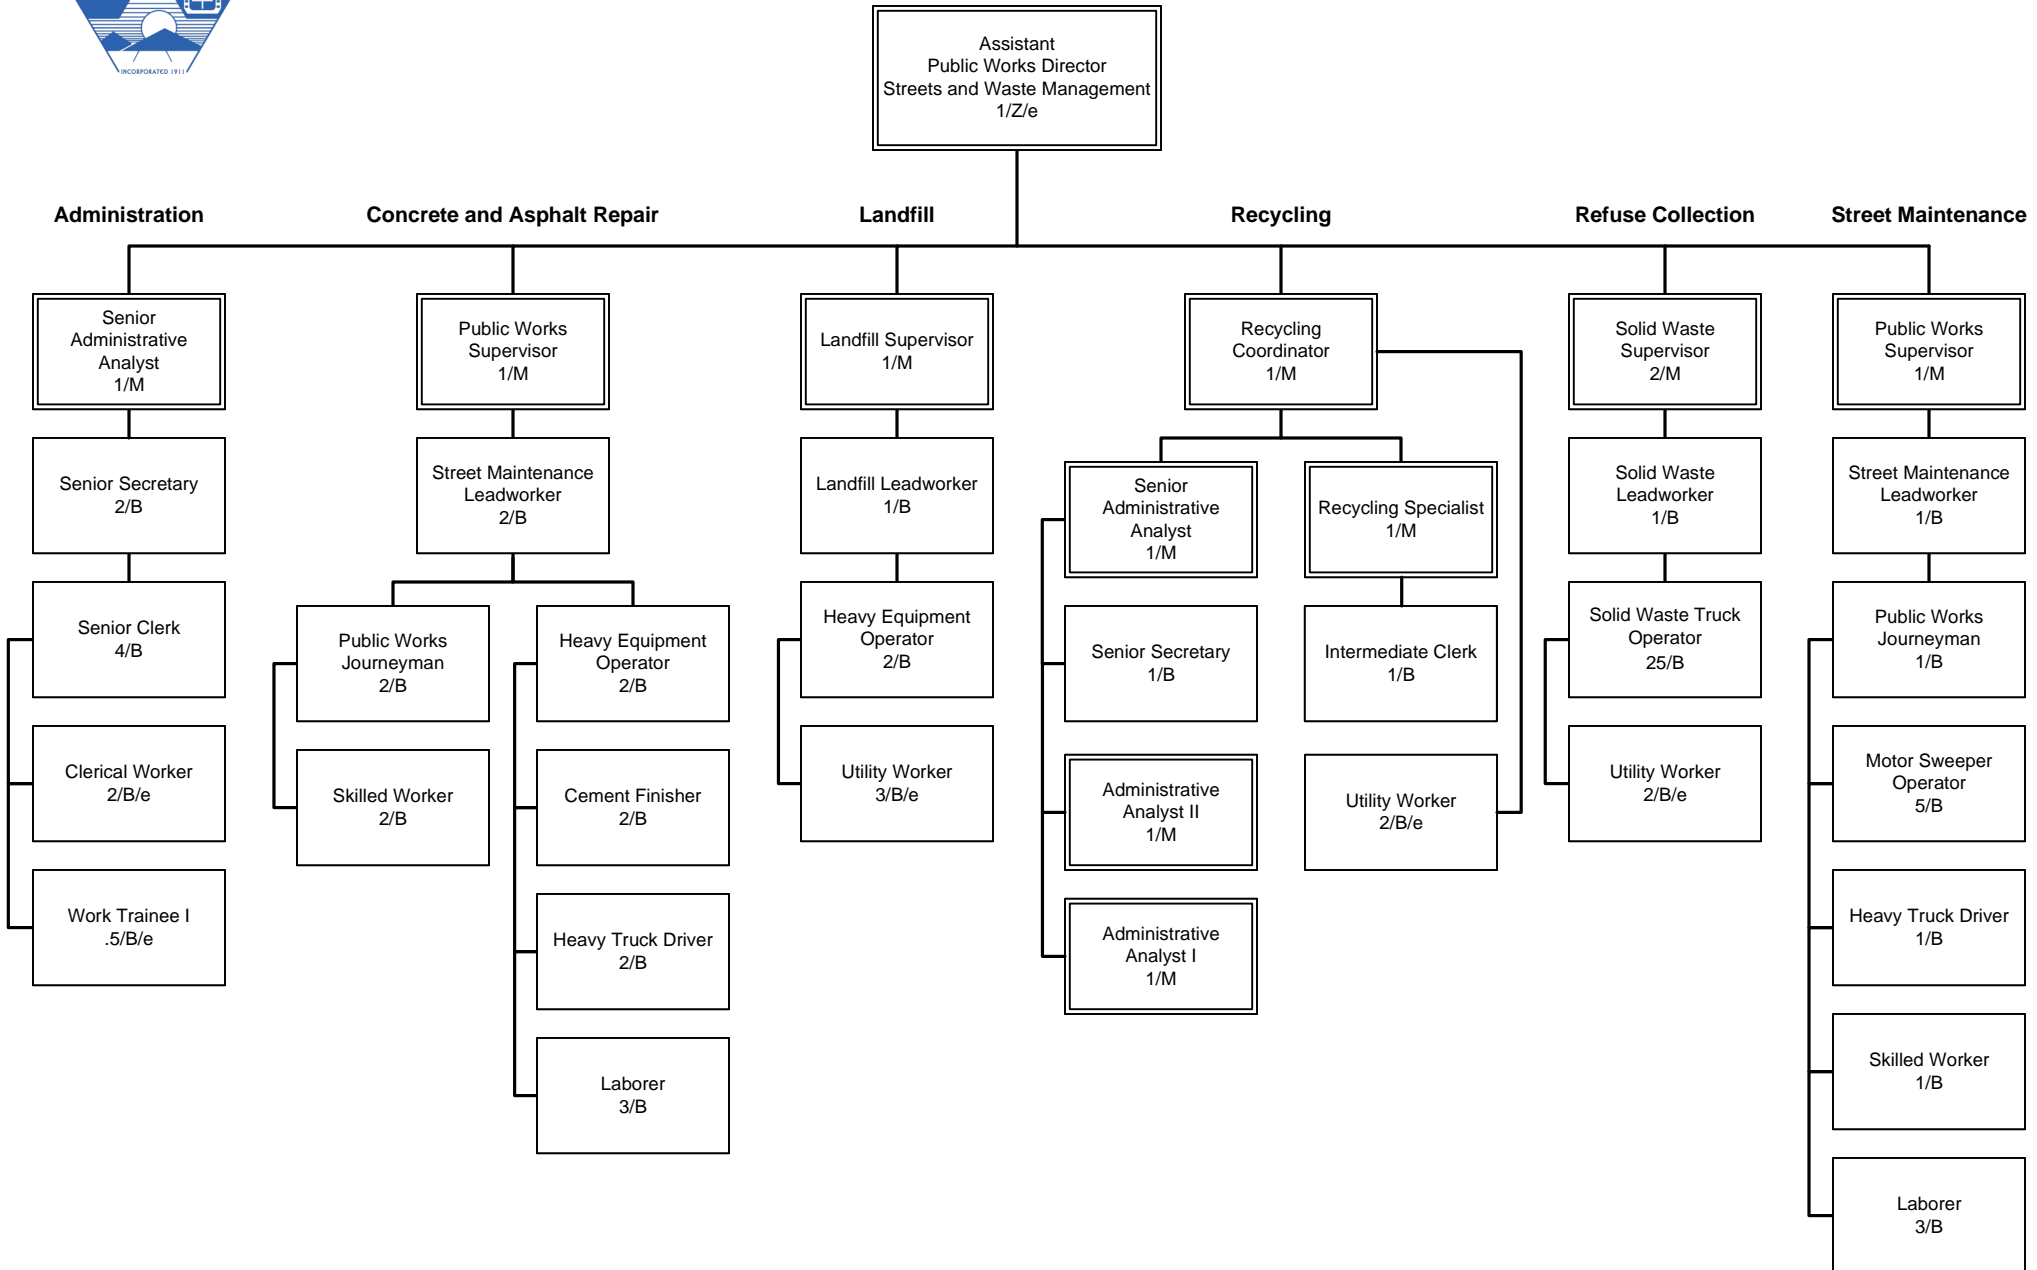 INCORPORATED 1911
Assistant
Public Works Director
Streets and Waste Management
1/Z/e
Administration
Concrete and Asphalt Repair
Landfill
Recycling
Refuse Collection
Street Maintenance
Senior
Administrative
Analyst
1/M
Senior Secretary
2/B
Senior Clerk
4/B
Clerical Worker
2/B/e
Work Trainee I
.5/B/e
Public Works
Supervisor
1/M
Street Maintenance
Leadworker
2/B
Public Works
Journeyman
2/B
Skilled Worker
2/B
Heavy Equipment
Operator
2/B
Cement Finisher
2/B
Heavy Truck Driver
2/B
Laborer
3/B
Landfill Supervisor
1/M
Landfill Leadworker
1/B
Heavy Equipment
Operator
2/B
Utility Worker
3/B/e
Recycling
Coordinator
1/M
Senior
Administrative
Analyst
1/M
Senior Secretary
1/B
Administrative
Analyst II
1/M
Administrative
Analyst I
1/M
Recycling Specialist
1/M
Intermediate Clerk
1/B
Utility Worker
2/B/e
Solid Waste
Supervisor
2/M
Solid Waste
Leadworker
1/B
Solid Waste Truck
Operator
25/B
Utility Worker
2/B/e
Public Works
Supervisor
1/M
Street Maintenance
Leadworker
1/B
Public Works
Journeyman
1/B
Motor Sweeper
Operator
5/B
Heavy Truck Driver
1/B
Skilled Worker
1/B
Laborer
3/B